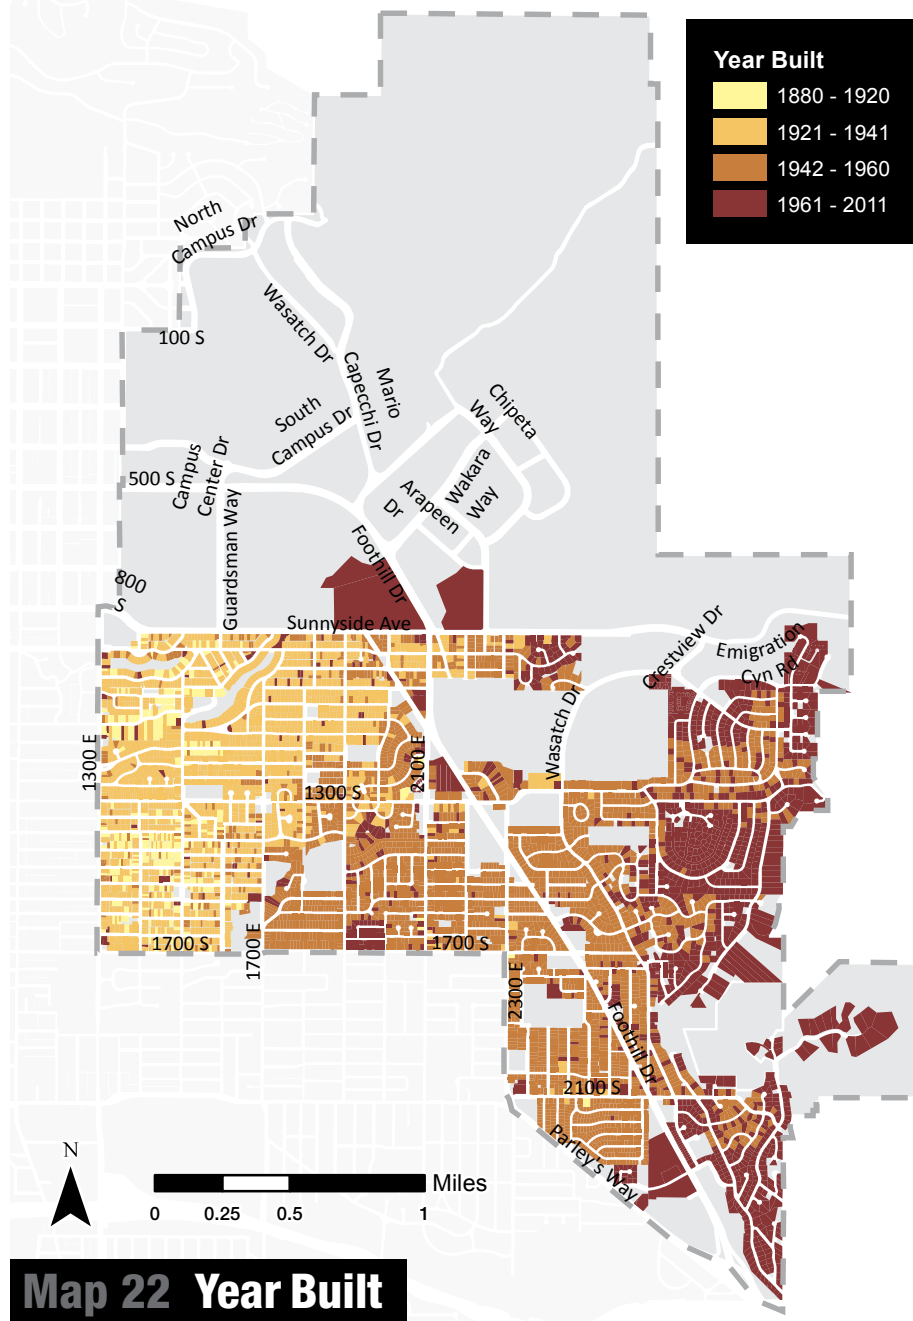 Year Built
1880 - 1920
1921 - 1941
1942 - 1960
1961 - 2011
North
Campus Dr
100 S
Wasatch Dr
Mario
Capecchi Dr
South
Campus Dr
Chipeta
Way
Campus
Center Dr
500 S
Wakara
Way
Arapeen
Dr
Guardsman Way
Foothill Dr
800
S
Sunnyside Ave
Crestview Dr
Emigration
Cyn Rd
Wasatch Dr
1300 E
2100 E
1300 S
1700 S
1700 E
1700 S
2300 E
Foothill Dr
2100 S
Parley's Way
N
Miles
0 0.25 0.5 1
Map 22 Year Built